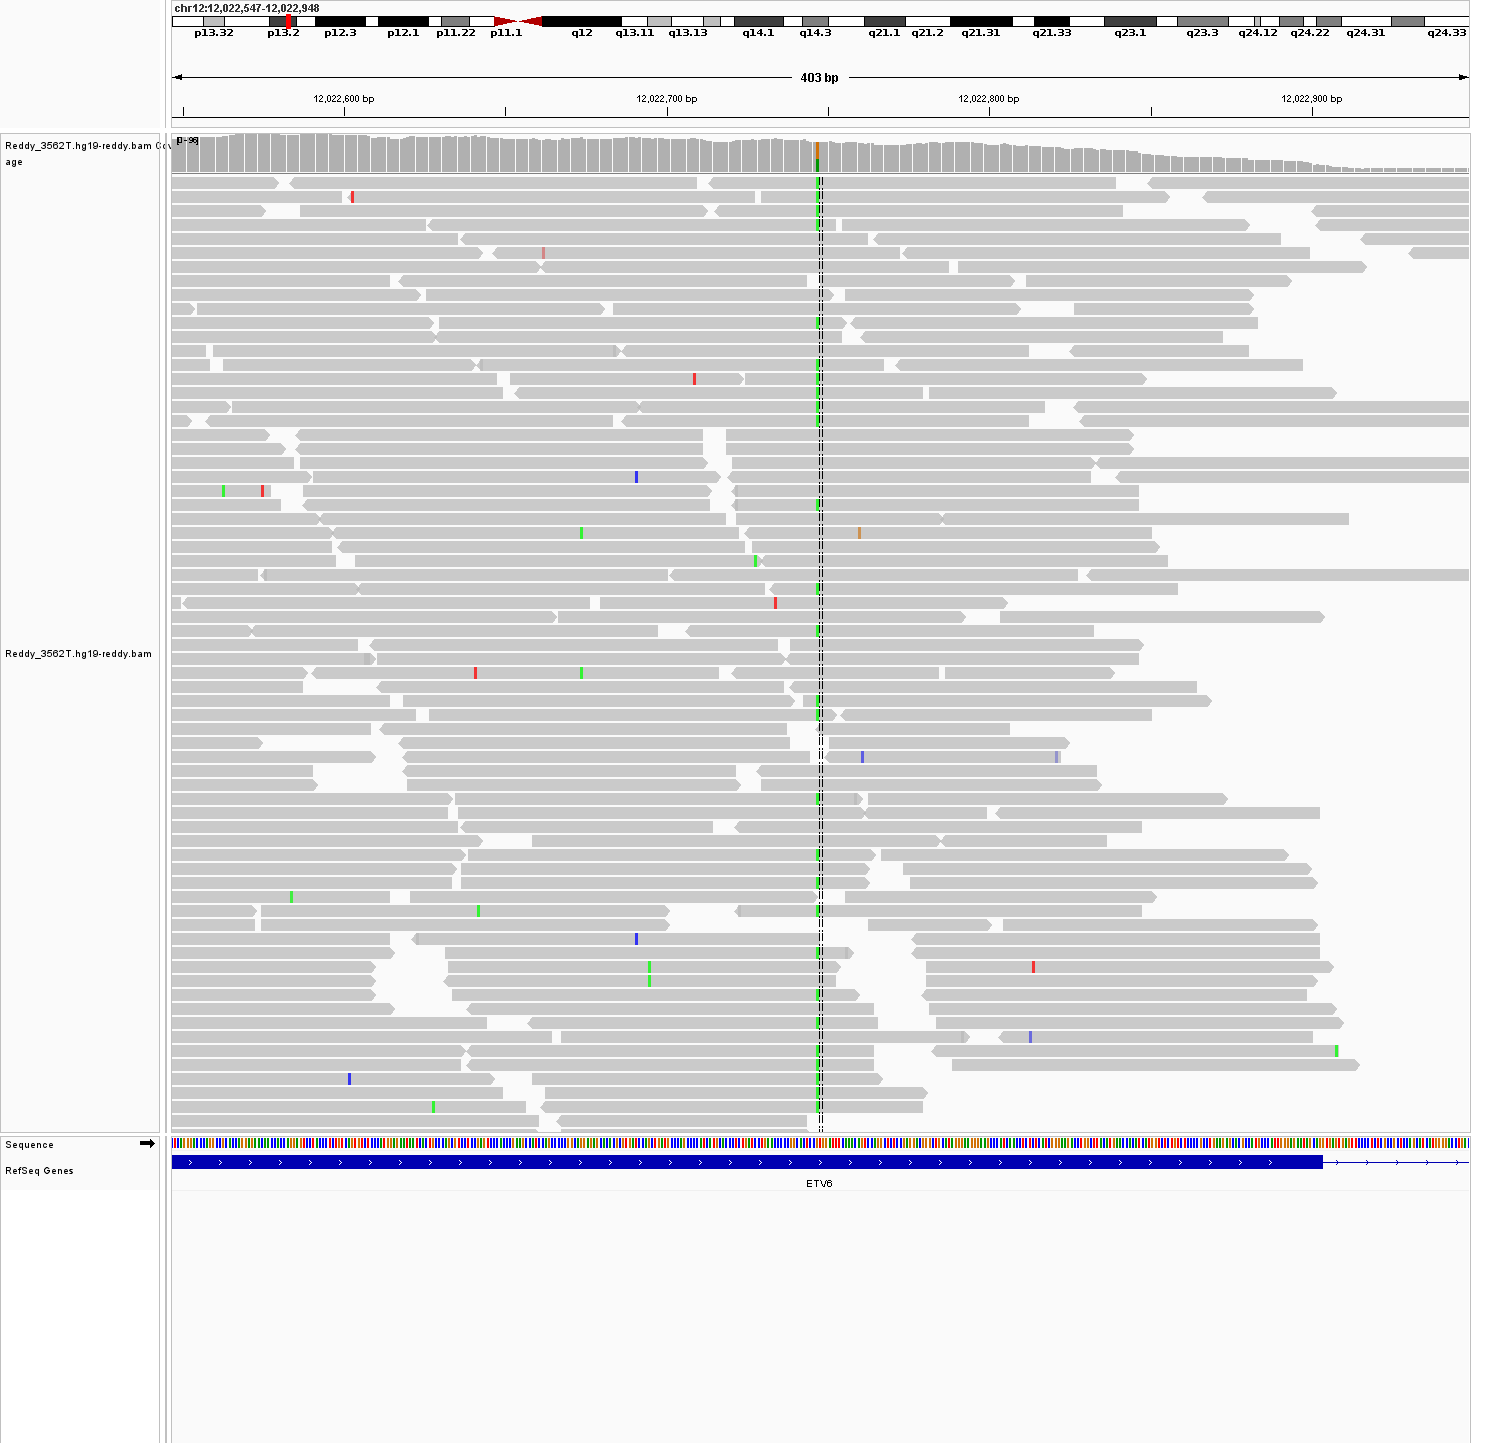 chr12:12,022,547-12,022,948
p13.32 p13.2 p12.3 p12.1 p11.22 p11.1 q12 q13.11 q13.13 q14.1 q14.3 q21.1 q21.2 q21.31 q21.33 q23.1 q23.3 q24.12 q24.22 q24.31 q24.33
403 bp
12,022,600 bp 12,022,700 bp 12,022,800 bp 12,022,900 bp
Reddy_3562T.hg19-reddy.bam Cov
age
Reddy_3562T.hg19-reddy.bam
Sequence
RefSeq Genes
ETV6